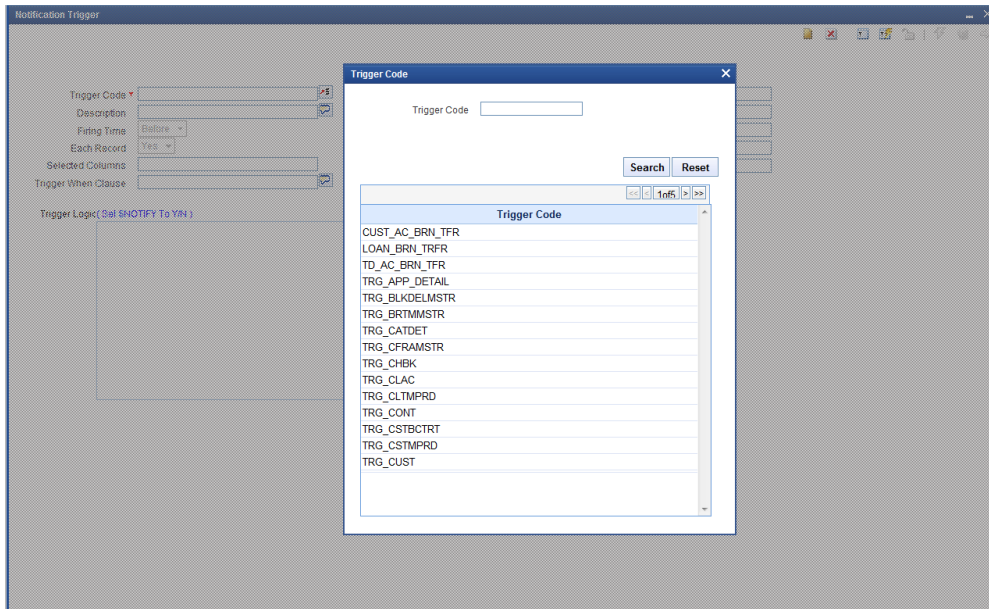 Notification Trigger
Trigger Code *
Description
Firing Time Before
Each Record Yes
Selected Columns
Trigger When Clause
Trigger Logic( Set $NOTIFY To Y/N )
Trigger Code
Trigger Code
Search Reset
<< < 1of5 > >>
Trigger Code
CUST_AC_BRN_TFR
LOAN_BRN_TRFR
TD_AC_BRN_TFR
TRG_APP_DETAIL
TRG_BLKDELMSTR
TRG_BRTMMSTR
TRG_CATDET
TRG_CFRAMSTR
TRG_CHBK
TRG_CLAC
TRG_CLTMPRD
TRG_CONT
TRG_CSTBCTRT
TRG_CSTMPRD
TRG_CUST